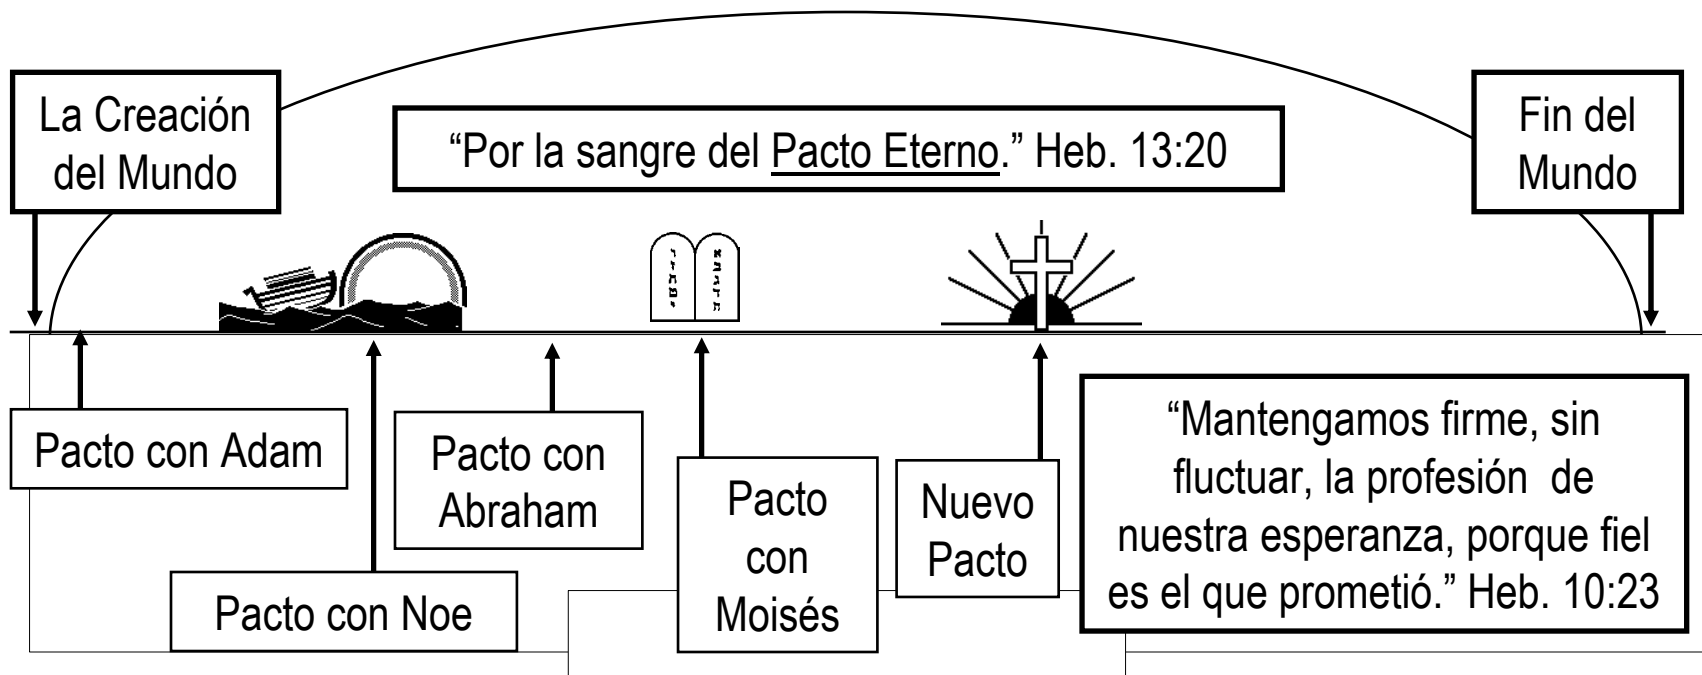 La Creación
del Mundo
“Por la sangre del Pacto Eterno.” Heb. 13:20
Fin del
Mundo
Pacto con Adam
Pacto con Noe
Pacto con
Abraham
Pacto
con
Moisés
Nuevo
Pacto
“Mantengamos firme, sin
fluctuar, la profesión de
nuestra esperanza, porque fiel
es el que prometió.” Heb. 10:23